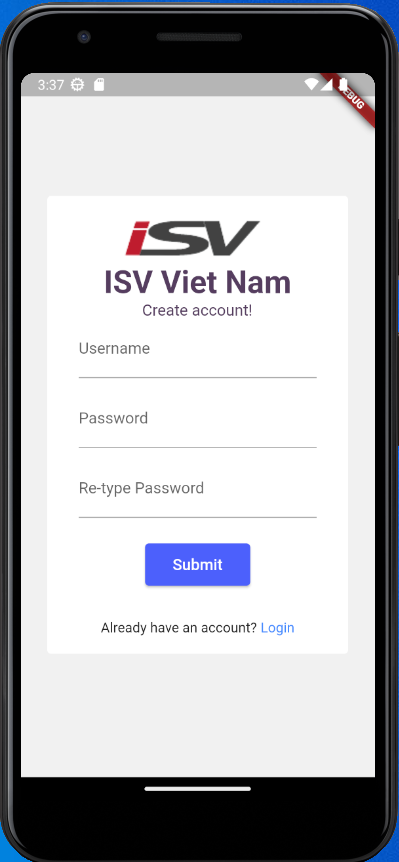 3:37
DEBUG
iSV
ISV Viet Nam
Create account!
Username
Password
Re-type Password
Submit
Already have an account? Login